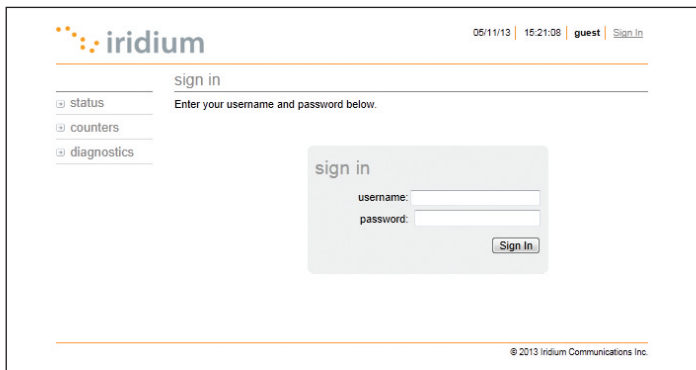 iridium
05/11/13 15:21:08 guest Sign In
sign in
status
counters
diagnostics
Enter your username and password below.
sign in
username:
password:
Sign In
© 2013 Iridium Communications Inc.